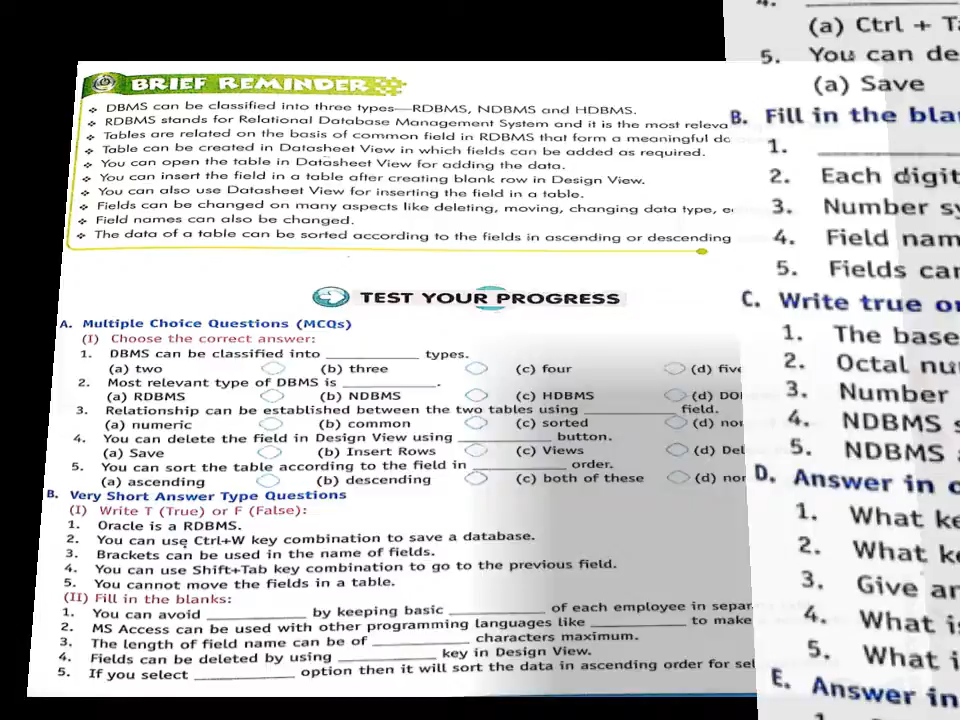 BRIEF REMINDER
❖ DBMS can be classified into three types—RDBMS, NDBMS and HDBMS.
❖ RDBMS stands for Relational Database Management System and it is the most
❖ Tables are related on the basis of common field in RDBMS that form a meaningful
❖ Table can be created in Datasheet View in which fields can be added as required.
❖ You can open the table in Datasheet View for adding the data.
❖ You can insert the field in a table after creating blank row in Design View.
❖ You can also use Datasheet View for inserting the field in a table.
❖ Fields can be changed on many aspects like deleting, moving, changing data type,
❖ Field names can also be changed.
❖ The data of a table can be sorted according to the fields in ascending or descending
TEST YOUR PROGRESS
A. Multiple Choice Questions (MCQs)
(I) Choose the correct answer:
1. DBMS can be classified into __________ types.
(a) two (b) three (c) four (d) five
2. Most relevant type of DBMS is __________.
(a) RDBMS (b) NDBMS (c) HDBMS (d)
3. Relationship can be established between the two tables using __________ field.
(a) numeric (b) common (c) sorted (d)
4. You can delete the field in Design View using __________ button.
(a) Save (b) Insert Rows (c) Views (d)
5. You can sort the table according to the field in __________ order.
(a) ascending (b) descending (c) both of these (d)
B. Very Short Answer Type Questions
(I) Write T (True) or F (False):
1. Oracle is a RDBMS.
2. You can use Ctrl+W key combination to save a database.
3. Brackets can be used in the name of fields.
4. You can use Shift+Tab key combination to go to the previous field.
5. You cannot move the fields in a table.
(II) Fill in the blanks:
1. You can avoid __________ by keeping basic __________ of each employee in
2. MS Access can be used with other programming languages like __________ to make
3. The length of field name can be of __________ characters maximum.
4. Fields can be deleted by using __________ key in Design View.
5. If you select __________ option then it will sort the data in ascending order for
4.
(a) Ctrl +
5. You can
(a) Save
B. Fill in the
1. __________
2. Each
3. Number
4. Field
5. Fields
C. Write true
1. The base
2. Octal
3. Number
4. NDBMS
5. NDBMS
D. Answer in
1. What
2. What
3. Give
4. What
5. What
E. Answer in
1.